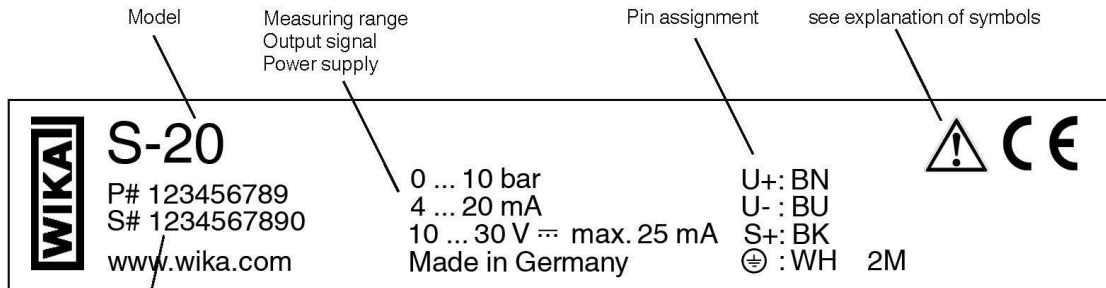 Model
Measuring range
Output signal
Power supply
Pin assignment
see explanation of symbols
WIKA
S-20
P# 123456789
S# 1234567890
www.wika.com
0 ... 10 bar
4 ... 20 mA
10 ... 30 V ⎓ max. 25 mA
Made in Germany
U+: BN
U- : BU
S+: BK
⏚ : WH 2M
CE